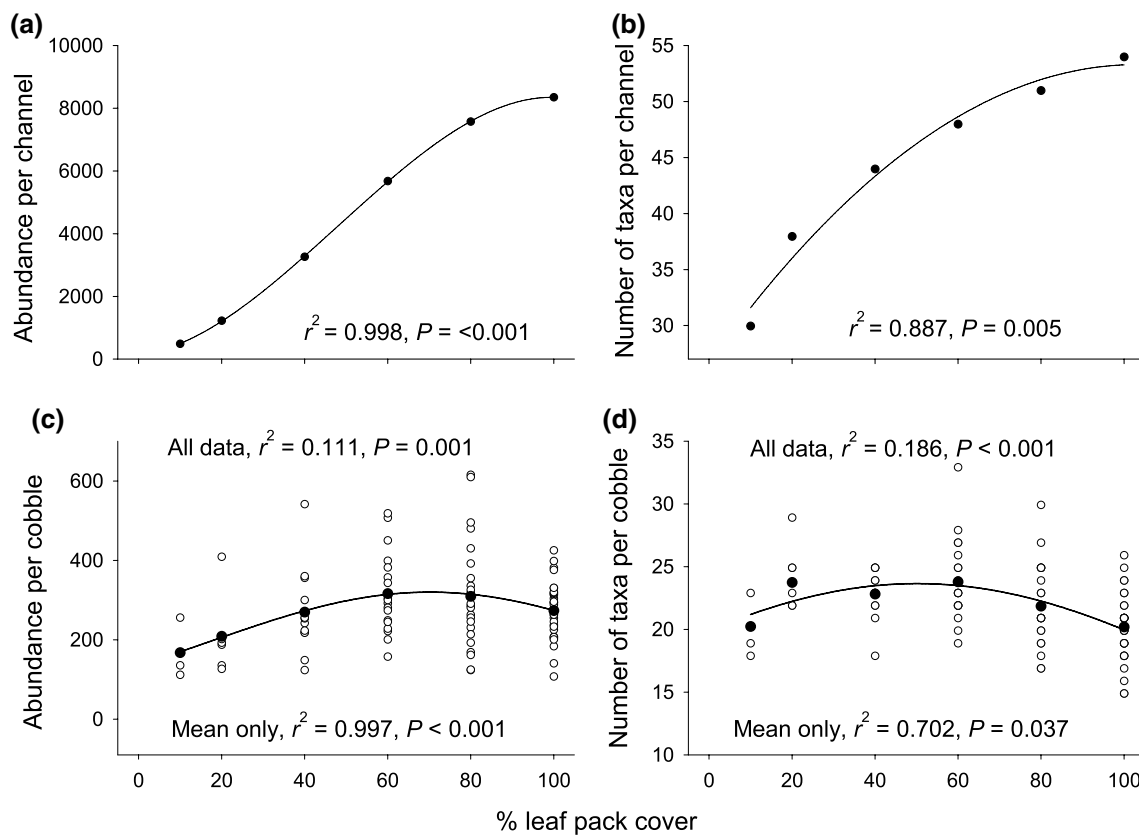 (a)
10000
8000
6000
4000
2000
0
Abundance per channel
r² = 0.998, P = <0.001
(b)
55
50
45
40
35
30
Number of taxa per channel
r² = 0.887, P = 0.005
(c)
All data, r² = 0.111, P = 0.001
600
400
200
0
Abundance per cobble
Mean only, r² = 0.997, P < 0.001
0 20 40 60 80 100
(d)
All data, r² = 0.186, P < 0.001
35
30
25
20
15
10
Number of taxa per cobble
Mean only, r² = 0.702, P = 0.037
0 20 40 60 80 100
% leaf pack cover